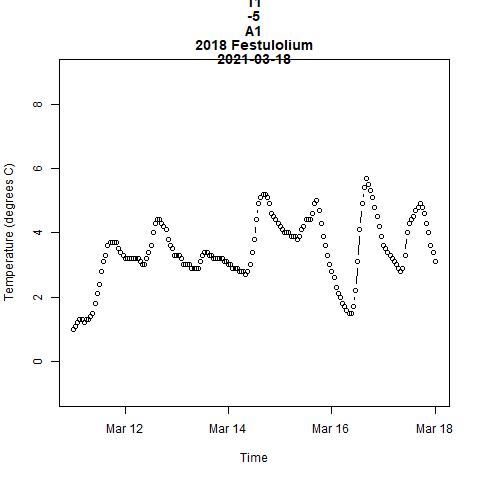 T1
-5
A1
2018 Festulolium
2021-03-18
Temperature (degrees C)
8
6
4
2
0
Mar 12 Mar 14 Mar 16 Mar 18
Time